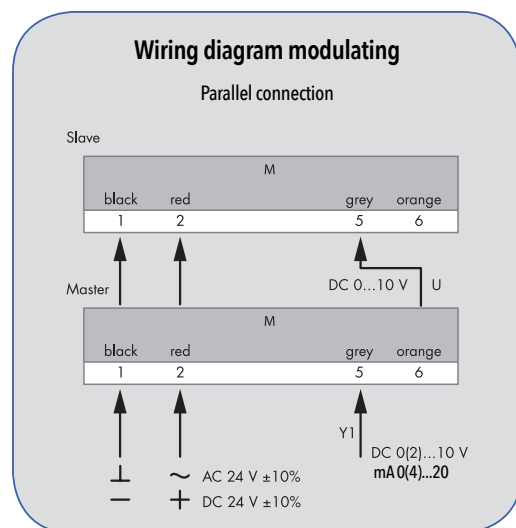 Wiring diagram modulating
Parallel connection
Slave
M
black red grey orange
1 2 5 6
Master DC 0...10 V U
M
black red grey orange
1 2 5 6
Y1
DC 0(2)...10 V
mA 0(4)...20
⊥ ~ AC 24 V ±10%
− + DC 24 V ±10%